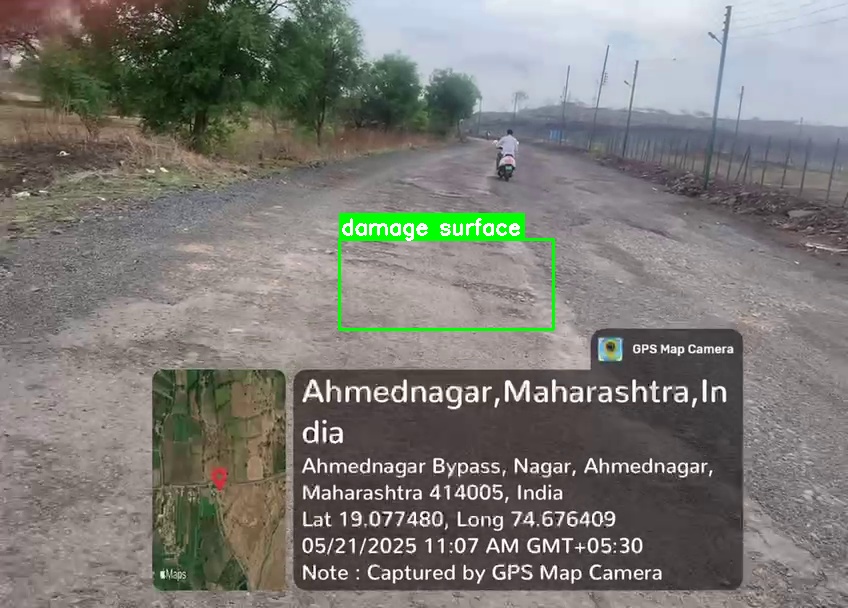 damage surface
GPS Map Camera
Ahmednagar,Maharashtra,In
dia
Ahmednagar Bypass, Nagar, Ahmednagar,
Maharashtra 414005, India
Lat 19.077480, Long 74.676409
05/21/2025 11:07 AM GMT+05:30
Note : Captured by GPS Map Camera
Maps